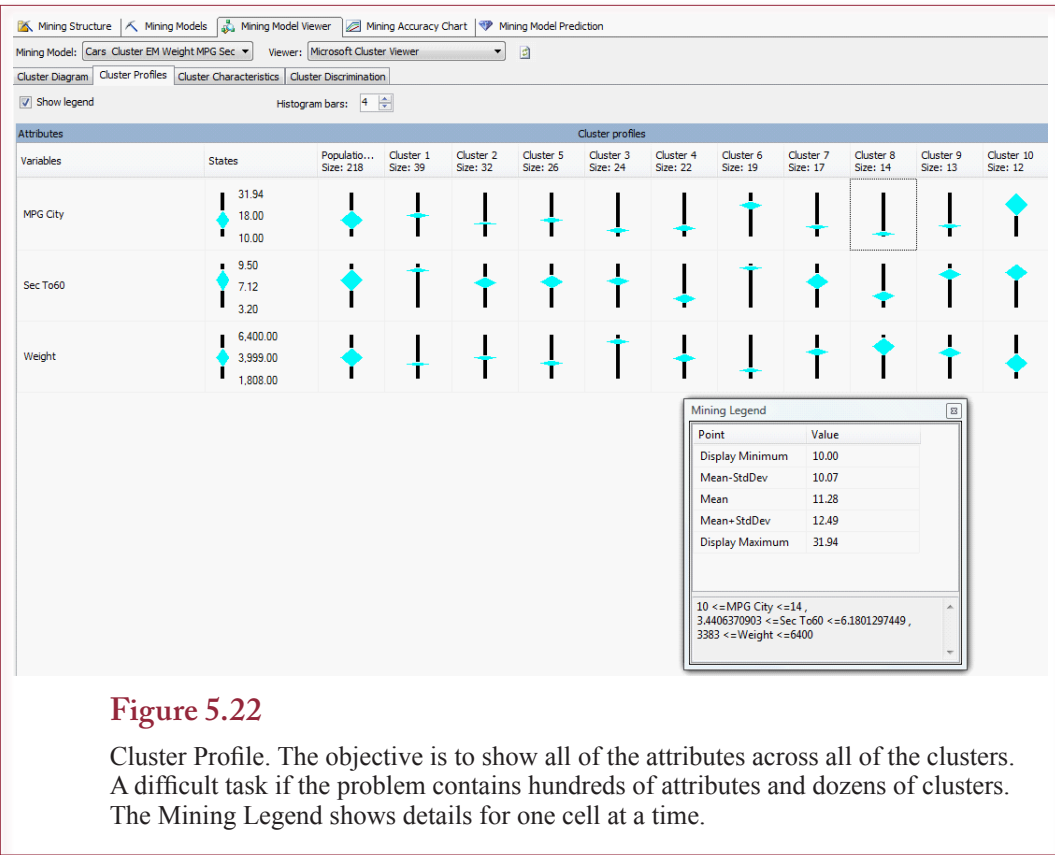 Mining Structure Mining Models Mining Model Viewer Mining Accuracy Chart Mining Model Prediction
Mining Model: Cars Cluster EM Weight MPG Sec Viewer: Microsoft Cluster Viewer
Cluster Diagram Cluster Profiles Cluster Characteristics Cluster Discrimination
Show legend Histogram bars: 4
Attributes Cluster profiles
Variables States Populatio... Size: 218 Cluster 1 Size: 39 Cluster 2 Size: 32 Cluster 5 Size: 26 Cluster 3 Size: 24 Cluster 4 Size: 22 Cluster 6 Size: 19 Cluster 7 Size: 17 Cluster 8 Size: 14 Cluster 9 Size: 13 Cluster 10 Size: 12
31.94
MPG City 18.00
10.00
9.50
Sec To60 7.12
3.20
6,400.00
Weight 3,999.00
1,808.00
Mining Legend
Point Value
Display Minimum 10.00
Mean-StdDev 10.07
Mean 11.28
Mean+StdDev 12.49
Display Maximum 31.94
10 <=MPG City <=14 ,
3.4406370903 <=Sec To60 <=6.1801297449 ,
3383 <=Weight <=6400
Figure 5.22
Cluster Profile. The objective is to show all of the attributes across all of the clusters.
A difficult task if the problem contains hundreds of attributes and dozens of clusters.
The Mining Legend shows details for one cell at a time.